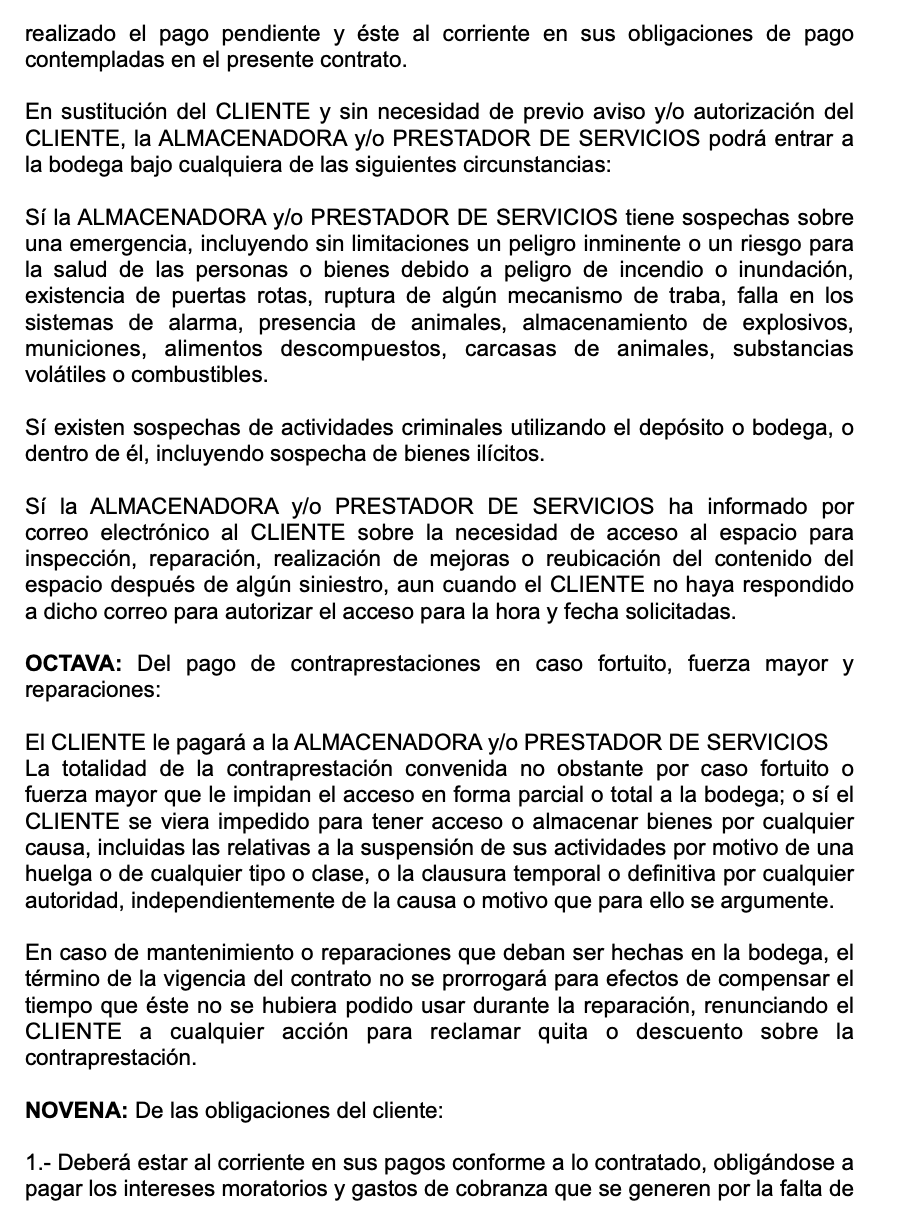 realizado el pago pendiente y éste al corriente en sus obligaciones de pago
contempladas en el presente contrato.
En sustitución del CLIENTE y sin necesidad de previo aviso y/o autorización del
CLIENTE, la ALMACENADORA y/o PRESTADOR DE SERVICIOS podrá entrar a
la bodega bajo cualquiera de las siguientes circunstancias:
Sí la ALMACENADORA y/o PRESTADOR DE SERVICIOS tiene sospechas sobre
una emergencia, incluyendo sin limitaciones un peligro inminente o un riesgo para
la salud de las personas o bienes debido a peligro de incendio o inundación,
existencia de puertas rotas, ruptura de algún mecanismo de traba, falla en los
sistemas de alarma, presencia de animales, almacenamiento de explosivos,
municiones, alimentos descompuestos, carcasas de animales, substancias
volátiles o combustibles.
Sí existen sospechas de actividades criminales utilizando el depósito o bodega, o
dentro de él, incluyendo sospecha de bienes ilícitos.
Sí la ALMACENADORA y/o PRESTADOR DE SERVICIOS ha informado por
correo electrónico al CLIENTE sobre la necesidad de acceso al espacio para
inspección, reparación, realización de mejoras o reubicación del contenido del
espacio después de algún siniestro, aun cuando el CLIENTE no haya respondido
a dicho correo para autorizar el acceso para la hora y fecha solicitadas.
OCTAVA: Del pago de contraprestaciones en caso fortuito, fuerza mayor y
reparaciones:
El CLIENTE le pagará a la ALMACENADORA y/o PRESTADOR DE SERVICIOS
La totalidad de la contraprestación convenida no obstante por caso fortuito o
fuerza mayor que le impidan el acceso en forma parcial o total a la bodega; o sí el
CLIENTE se viera impedido para tener acceso o almacenar bienes por cualquier
causa, incluidas las relativas a la suspensión de sus actividades por motivo de una
huelga o de cualquier tipo o clase, o la clausura temporal o definitiva por cualquier
autoridad, independientemente de la causa o motivo que para ello se argumente.
En caso de mantenimiento o reparaciones que deban ser hechas en la bodega, el
término de la vigencia del contrato no se prorrogará para efectos de compensar el
tiempo que éste no se hubiera podido usar durante la reparación, renunciando el
CLIENTE a cualquier acción para reclamar quita o descuento sobre la
contraprestación.
NOVENA: De las obligaciones del cliente:
1.- Deberá estar al corriente en sus pagos conforme a lo contratado, obligándose a
pagar los intereses moratorios y gastos de cobranza que se generen por la falta de